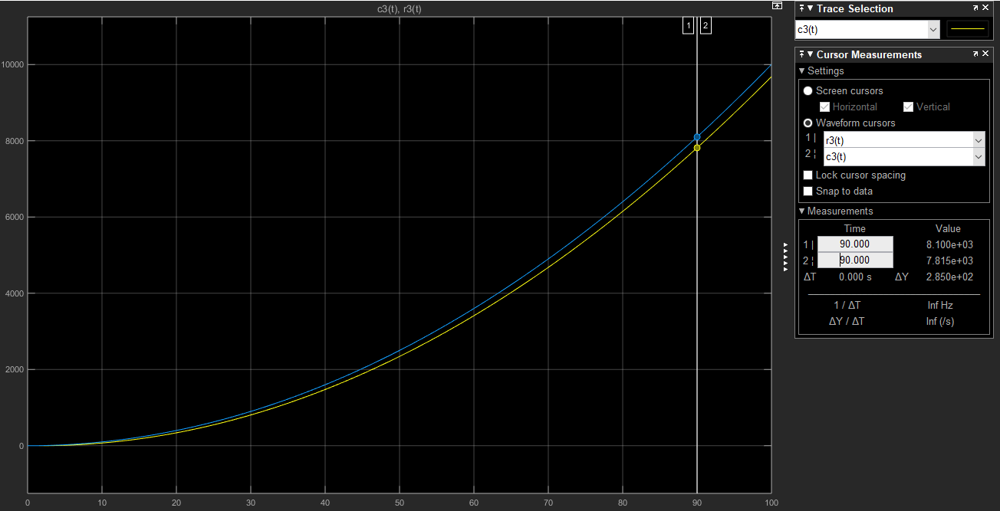 c3(t), r3(t)
1 2
10000
8000
6000
4000
2000
0
0 10 20 30 40 50 60 70 80 90 100
Trace Selection
c3(t)
Cursor Measurements
Settings
Screen cursors
Horizontal Vertical
Waveform cursors
1 | r3(t)
2 ¦ c3(t)
Lock cursor spacing
Snap to data
Measurements
Time Value
1 | 90.000 8.100e+03
2 ¦ 90.000 7.815e+03
ΔT 0.000 s ΔY 2.850e+02
1 / ΔT Inf Hz
ΔY / ΔT Inf (/s)